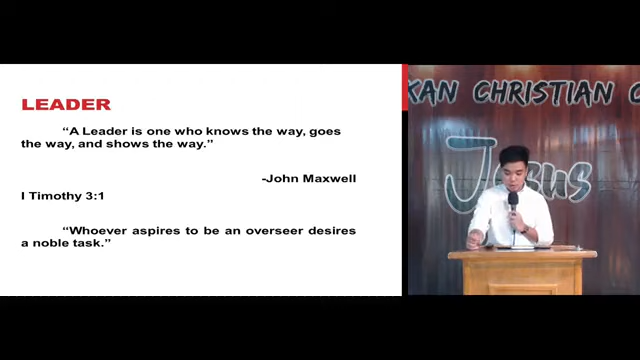 LEADER
“A Leader is one who knows the way, goes
the way, and shows the way.”
-John Maxwell
I Timothy 3:1
“Whoever aspires to be an overseer desires
a noble task.”
KAN CHRISTIAN C
Jesus